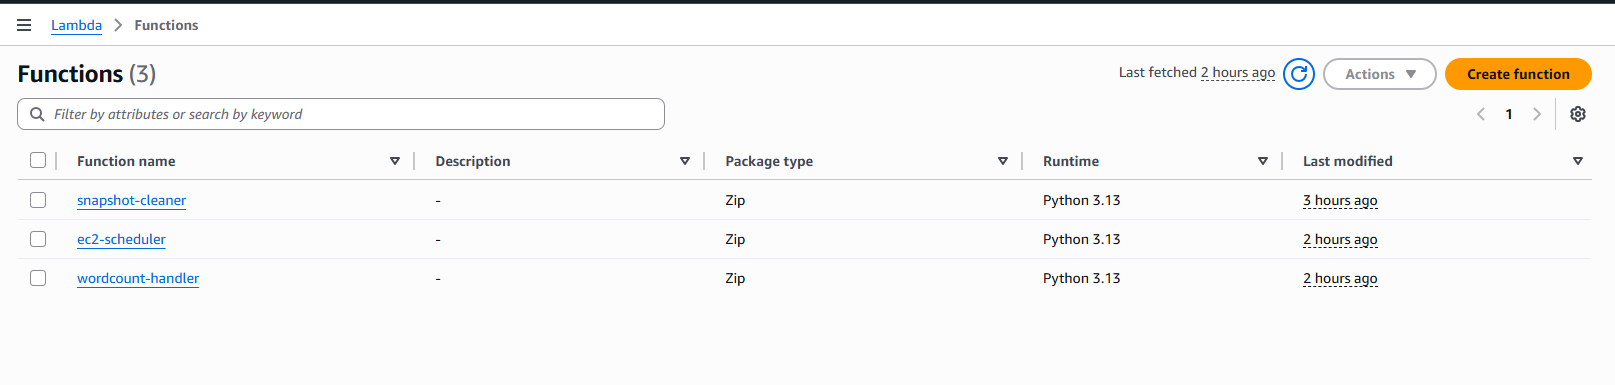 Lambda > Functions
Functions (3)
Last fetched 2 hours ago
Actions
Create function
Filter by attributes or search by keyword
1
Function name Description Package type Runtime Last modified
snapshot-cleaner - Zip Python 3.13 3 hours ago
ec2-scheduler - Zip Python 3.13 2 hours ago
wordcount-handler - Zip Python 3.13 2 hours ago